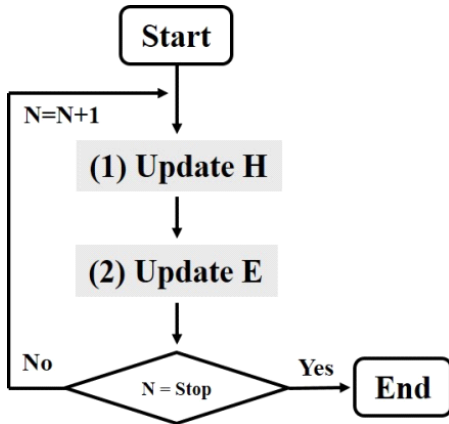 Start
N=N+1
(1) Update H
(2) Update E
No
N = Stop
Yes
End